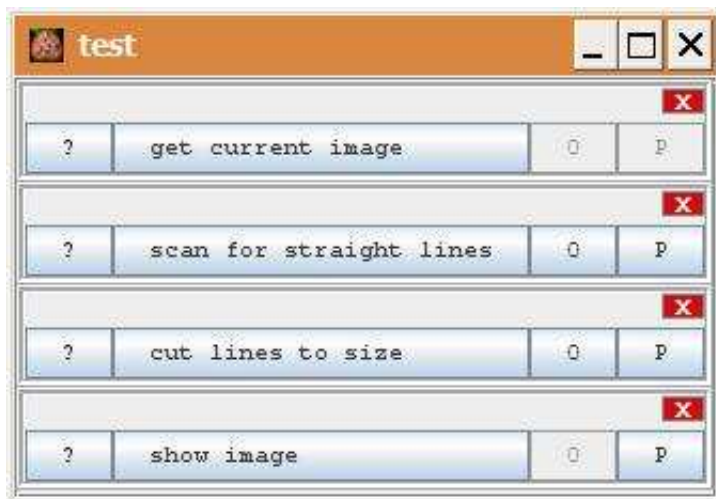 test
X
? get current image O P
X
? scan for straight lines O P
X
? cut lines to size O P
X
? show image O P